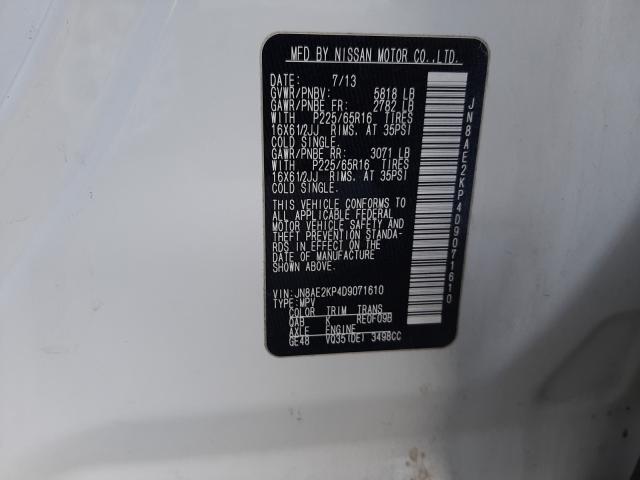 MFD BY NISSAN MOTOR CO.,LTD.
DATE: 7/13
GVWR/PNBV: 5818 LB
GAWR/PNBE FR: 2782 LB
WITH P225/65R16 TIRES
16X61/2JJ RIMS. AT 35PSI
COLD SINGLE.
GAWR/PNBE RR: 3071 LB
WITH P225/65R16 TIRES
16X61/2JJ RIMS. AT 35PSI
COLD SINGLE.
THIS VEHICLE CONFORMS TO
ALL APPLICABLE FEDERAL
MOTOR VEHICLE SAFETY AND
THEFT PREVENTION STANDA-
RDS IN EFFECT ON THE
DATE OF MANUFACTURE
SHOWN ABOVE.
VIN: JN8AE2KP4D9071610
TYPE: MPV
COLOR TRIM TRANS
QAB K RE0F09B
AXLE ENGINE
GE48 VQ35(DE) 3498CC
JN8AE2KP4D9071610